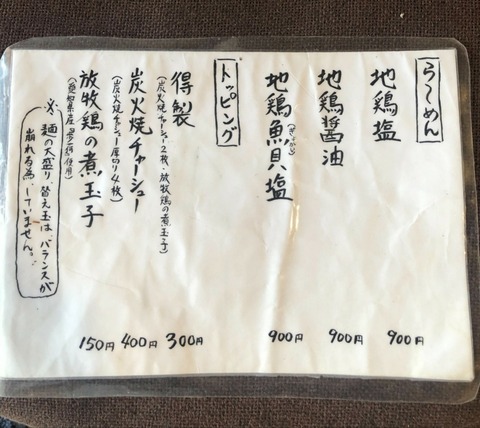 らーめん
地鶏塩 900円
地鶏醤油 900円
地鶏魚貝塩 900円
トッピング
得製 300円
(炭火焼チャーシュー2枚・放牧鶏の煮玉子)
炭火焼チャーシュー 400円
(炭火焼チャーシュー厚切り4枚)
放牧鶏の煮玉子 150円
※麺の大盛り、替え玉は、バランスが
崩れる為、していません。